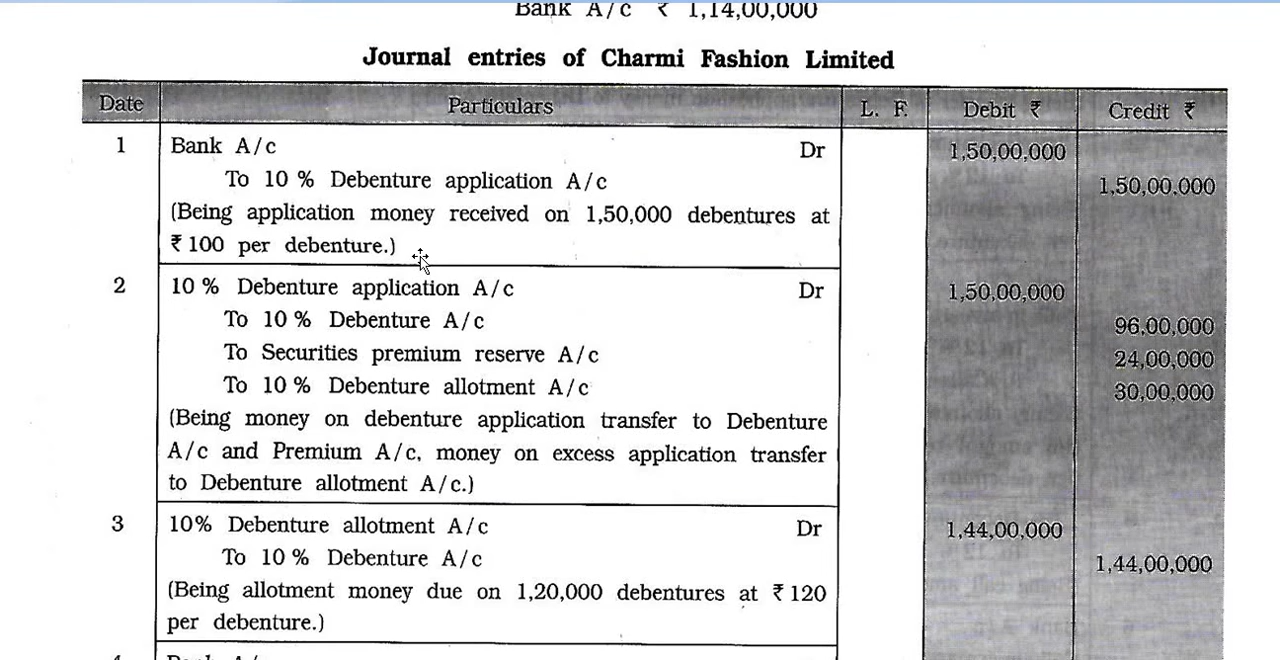 Bank A/c ₹ 1,14,00,000
Journal entries of Charmi Fashion Limited
Date Particulars L. F. Debit ₹ Credit ₹
1 Bank A/c Dr 1,50,00,000
To 10 % Debenture application A/c 1,50,00,000
(Being application money received on 1,50,000 debentures at
₹ 100 per debenture.)
2 10 % Debenture application A/c Dr 1,50,00,000
To 10 % Debenture A/c 96,00,000
To Securities premium reserve A/c 24,00,000
To 10 % Debenture allotment A/c 30,00,000
(Being money on debenture application transfer to Debenture
A/c and Premium A/c, money on excess application transfer
to Debenture allotment A/c.)
3 10% Debenture allotment A/c Dr 1,44,00,000
To 10 % Debenture A/c 1,44,00,000
(Being allotment money due on 1,20,000 debentures at ₹ 120
per debenture.)